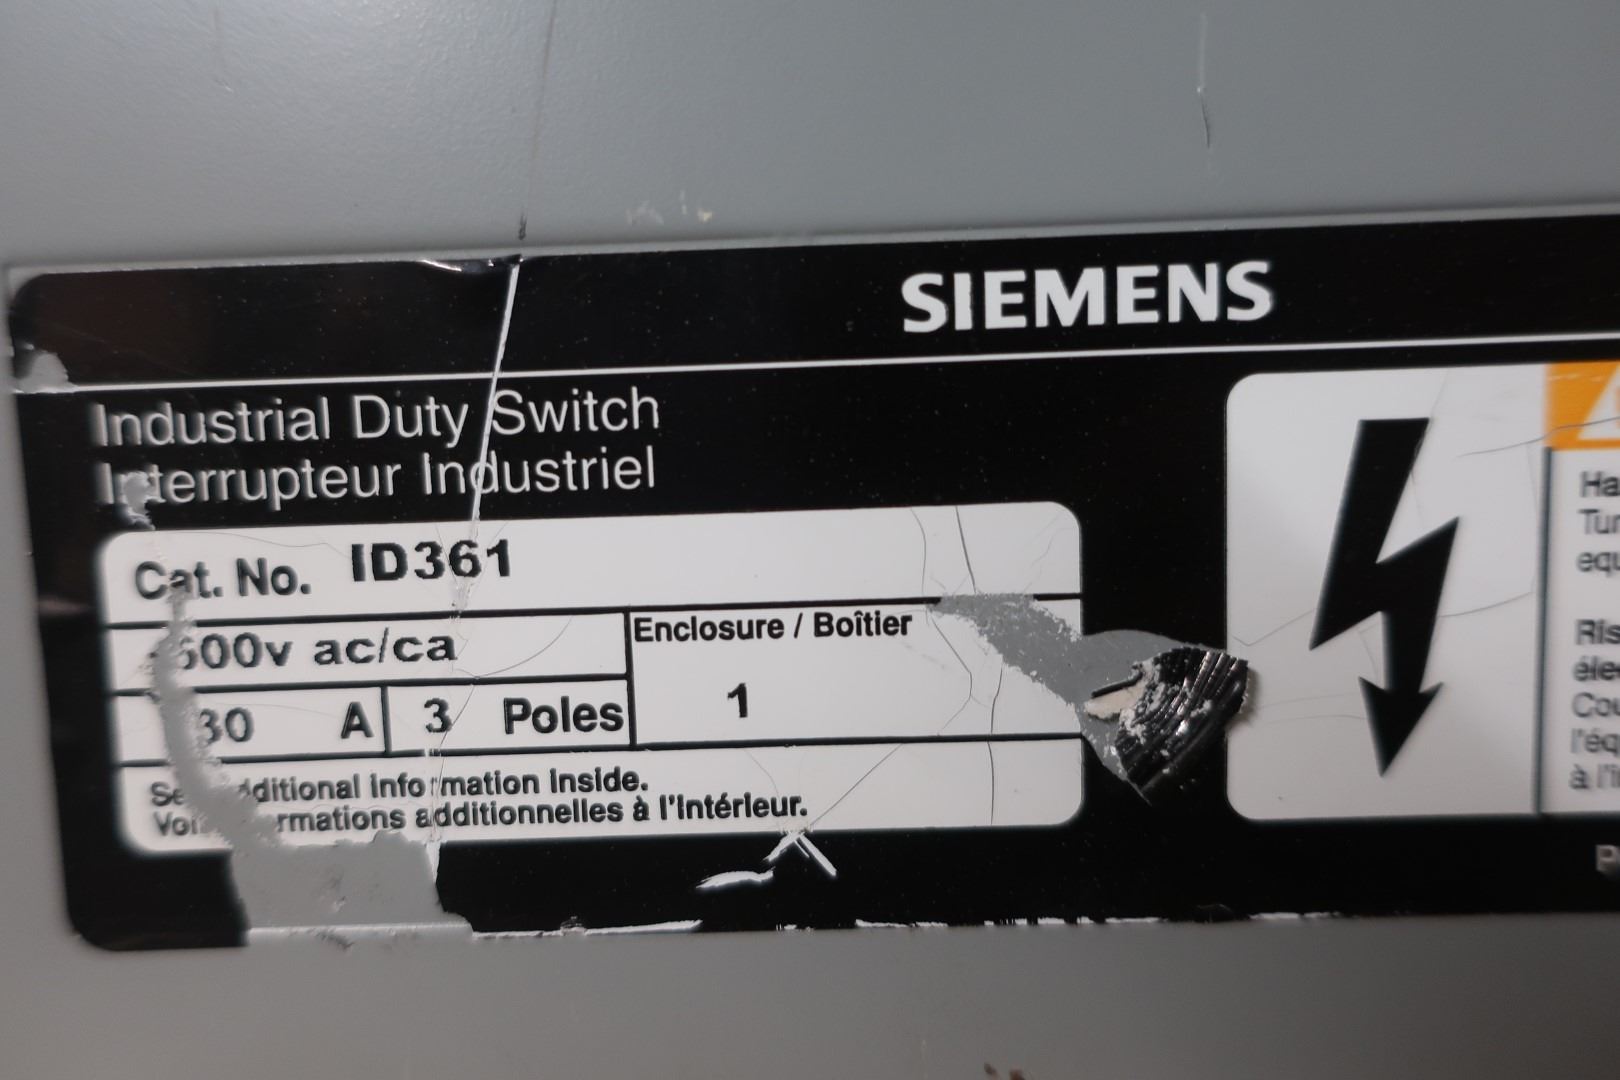 SIEMENS
Industrial Duty Switch
Interrupteur Industriel
Cat. No. ID361
600v ac/ca
Enclosure / Boîtier
30 A 3 Poles
1
additional information inside.
additionnelles à l'intérieur.